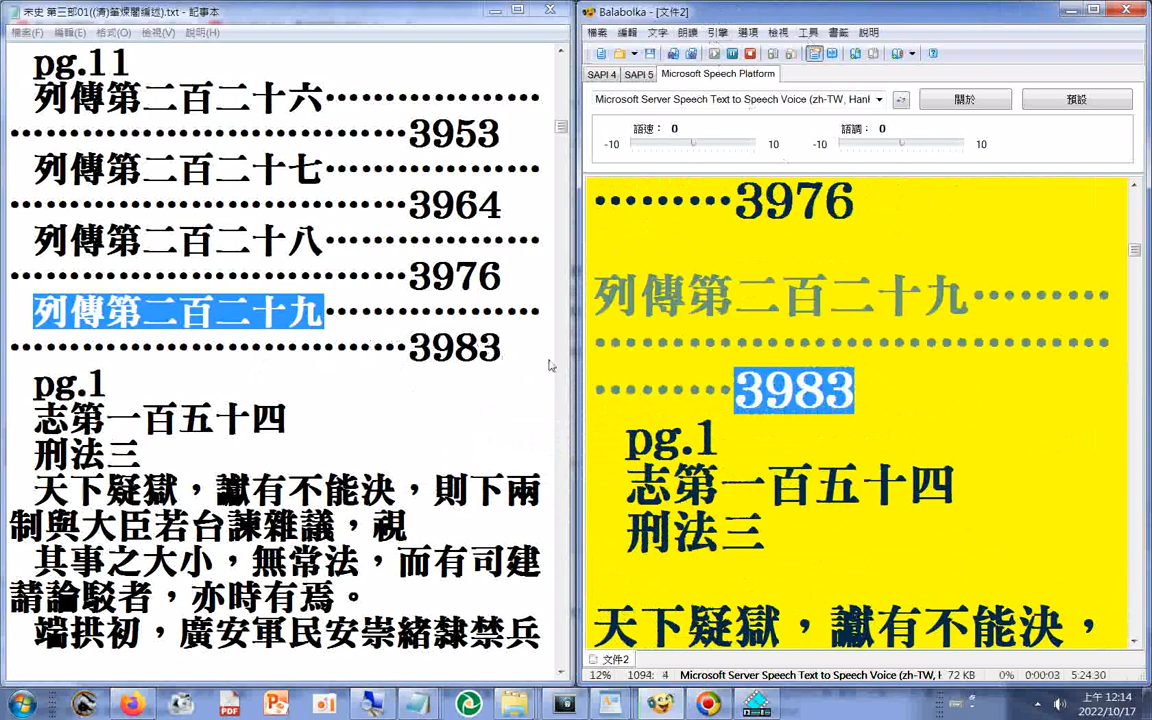 宋史 第三部01((清)筆煉閣編述).txt - 記事本
檔案(F) 編輯(E) 格式(O) 檢視(V) 說明(H)
pg.11
列傳第二百二十六··················
·································3953
列傳第二百二十七··················
·································3964
列傳第二百二十八··················
·································3976
列傳第二百二十九··················
·································3983
pg.1
志第一百五十四
刑法三
天下疑獄，讞有不能決，則下兩
制與大臣若台諫雜議，視
其事之大小，無常法，而有司建
請論駁者，亦時有焉。
端拱初，廣安軍民安崇緒隸禁兵
Balabolka - [文件2]
檔案 編輯 文字 朗讀 引擎 選項 檢視 工具 書籤 說明
SAPI 4 SAPI 5 Microsoft Speech Platform
Microsoft Server Speech Text to Speech Voice (zh-TW, Hanl
關於 預設
語速： 0 語調： 0
-10 10 -10 10
·········3976
列傳第二百二十九·········
·································
·········3983
pg.1
志第一百五十四
刑法三
天下疑獄，讞有不能決，
文件2
12% 1094: 4 Microsoft Server Speech Text to Speech Voice (zh-TW, H 72 KB 0% 0:00:03 5:24:30
上午 12:14
2022/10/17